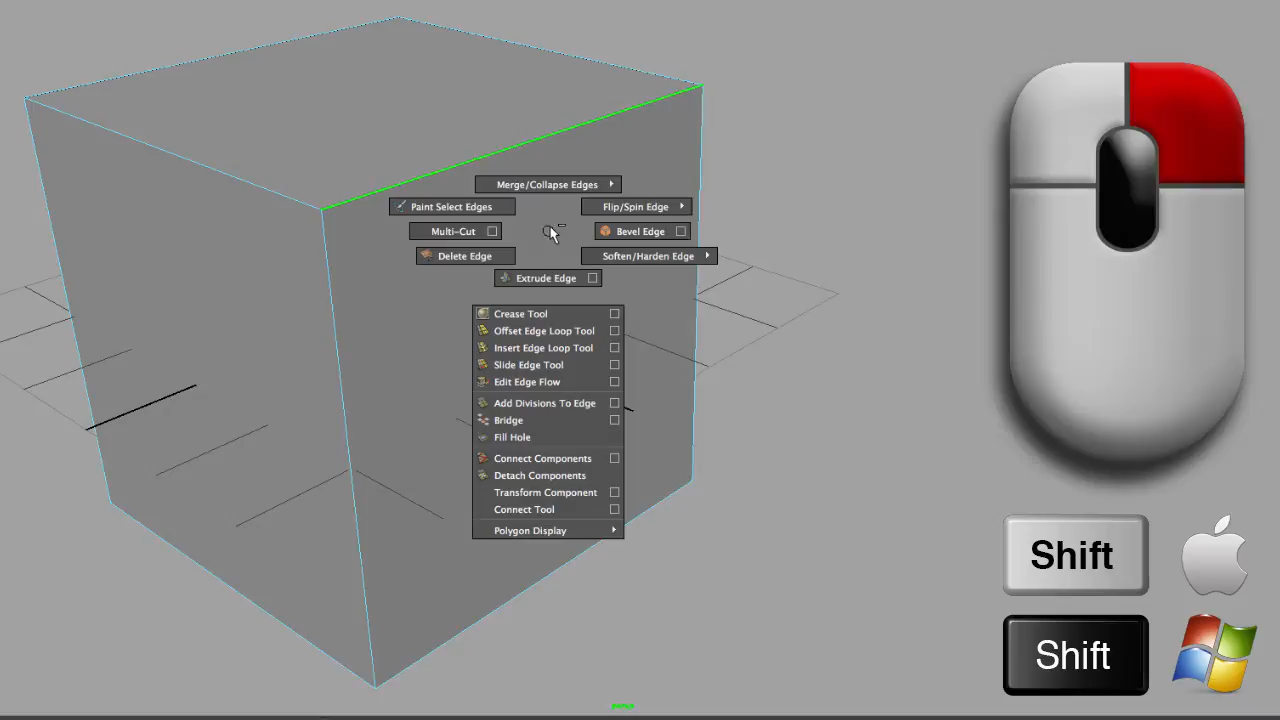 Merge/Collapse Edges
Paint Select Edges
Flip/Spin Edge
Multi-Cut
Bevel Edge
Delete Edge
Soften/Harden Edge
Extrude Edge
Crease Tool
Offset Edge Loop Tool
Insert Edge Loop Tool
Slide Edge Tool
Edit Edge Flow
Add Divisions To Edge
Bridge
Fill Hole
Connect Components
Detach Components
Transform Component
Connect Tool
Polygon Display
Shift
Shift
persp